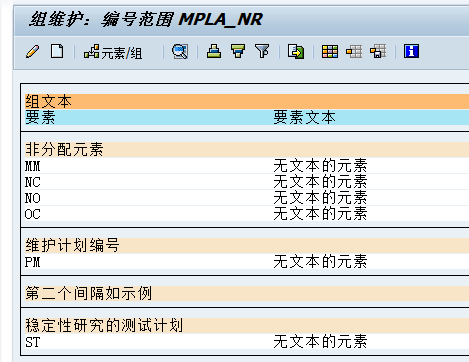 组维护：编号范围 MPLA_NR
元素/组
组文本
要素 要素文本
非分配元素
MM 无文本的元素
NC 无文本的元素
NO 无文本的元素
OC 无文本的元素
维护计划编号
PM 无文本的元素
第二个间隔如示例
稳定性研究的测试计划
ST 无文本的元素